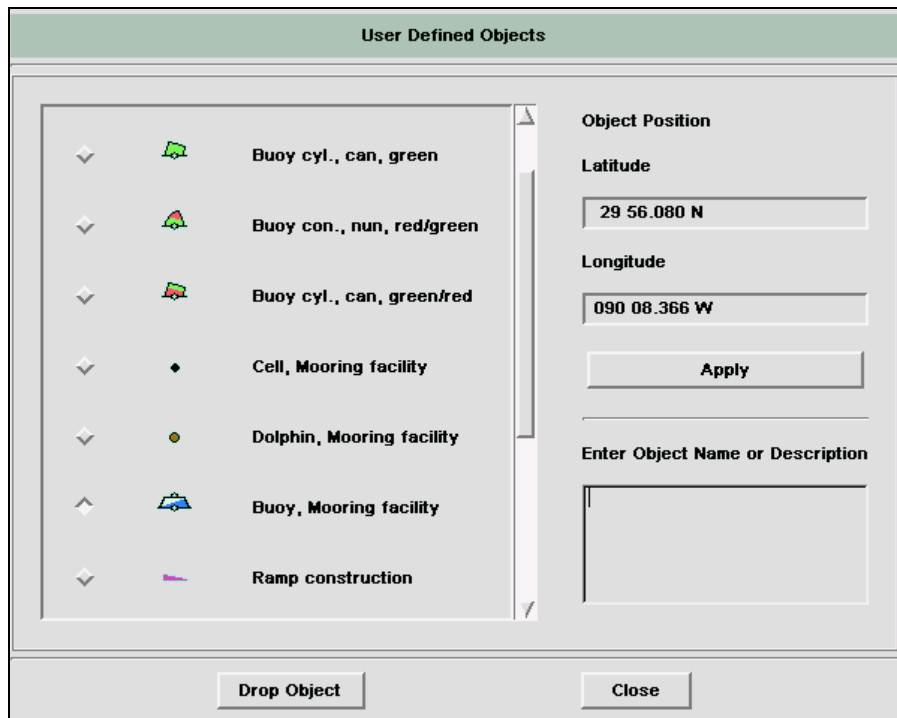 User Defined Objects
Buoy cyl., can, green
Buoy con., nun, red/green
Buoy cyl., can, green/red
Cell, Mooring facility
Dolphin, Mooring facility
Buoy, Mooring facility
Ramp construction
Object Position
Latitude
29 56.080 N
Longitude
090 08.366 W
Apply
Enter Object Name or Description
Drop Object
Close